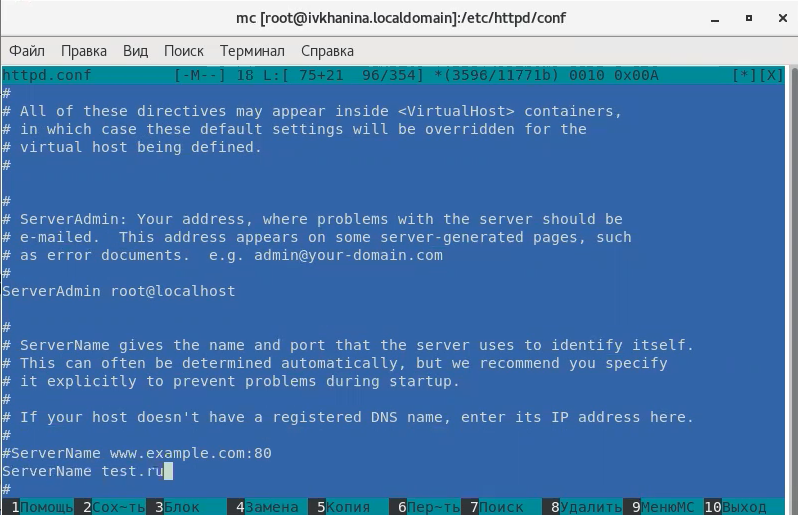 mc [root@ivkhanina.localdomain]:/etc/httpd/conf
Файл Правка Вид Поиск Терминал Справка
httpd.conf [-M--] 18 L:[ 75+21 96/354] *(3596/11771b) 0010 0x00A [*][X]
#
# All of these directives may appear inside <VirtualHost> containers,
# in which case these default settings will be overridden for the
# virtual host being defined.
#
#
# ServerAdmin: Your address, where problems with the server should be
# e-mailed.  This address appears on some server-generated pages, such
# as error documents.  e.g. admin@your-domain.com
#
ServerAdmin root@localhost
#
# ServerName gives the name and port that the server uses to identify itself.
# This can often be determined automatically, but we recommend you specify
# it explicitly to prevent problems during startup.
#
# If your host doesn't have a registered DNS name, enter its IP address here.
#
#ServerName www.example.com:80
ServerName test.ru
#
1Помощь 2Сох~ть 3Блок 4Замена 5Копия 6Пер~ть 7Поиск 8Удалить 9МенюМС 10Выход